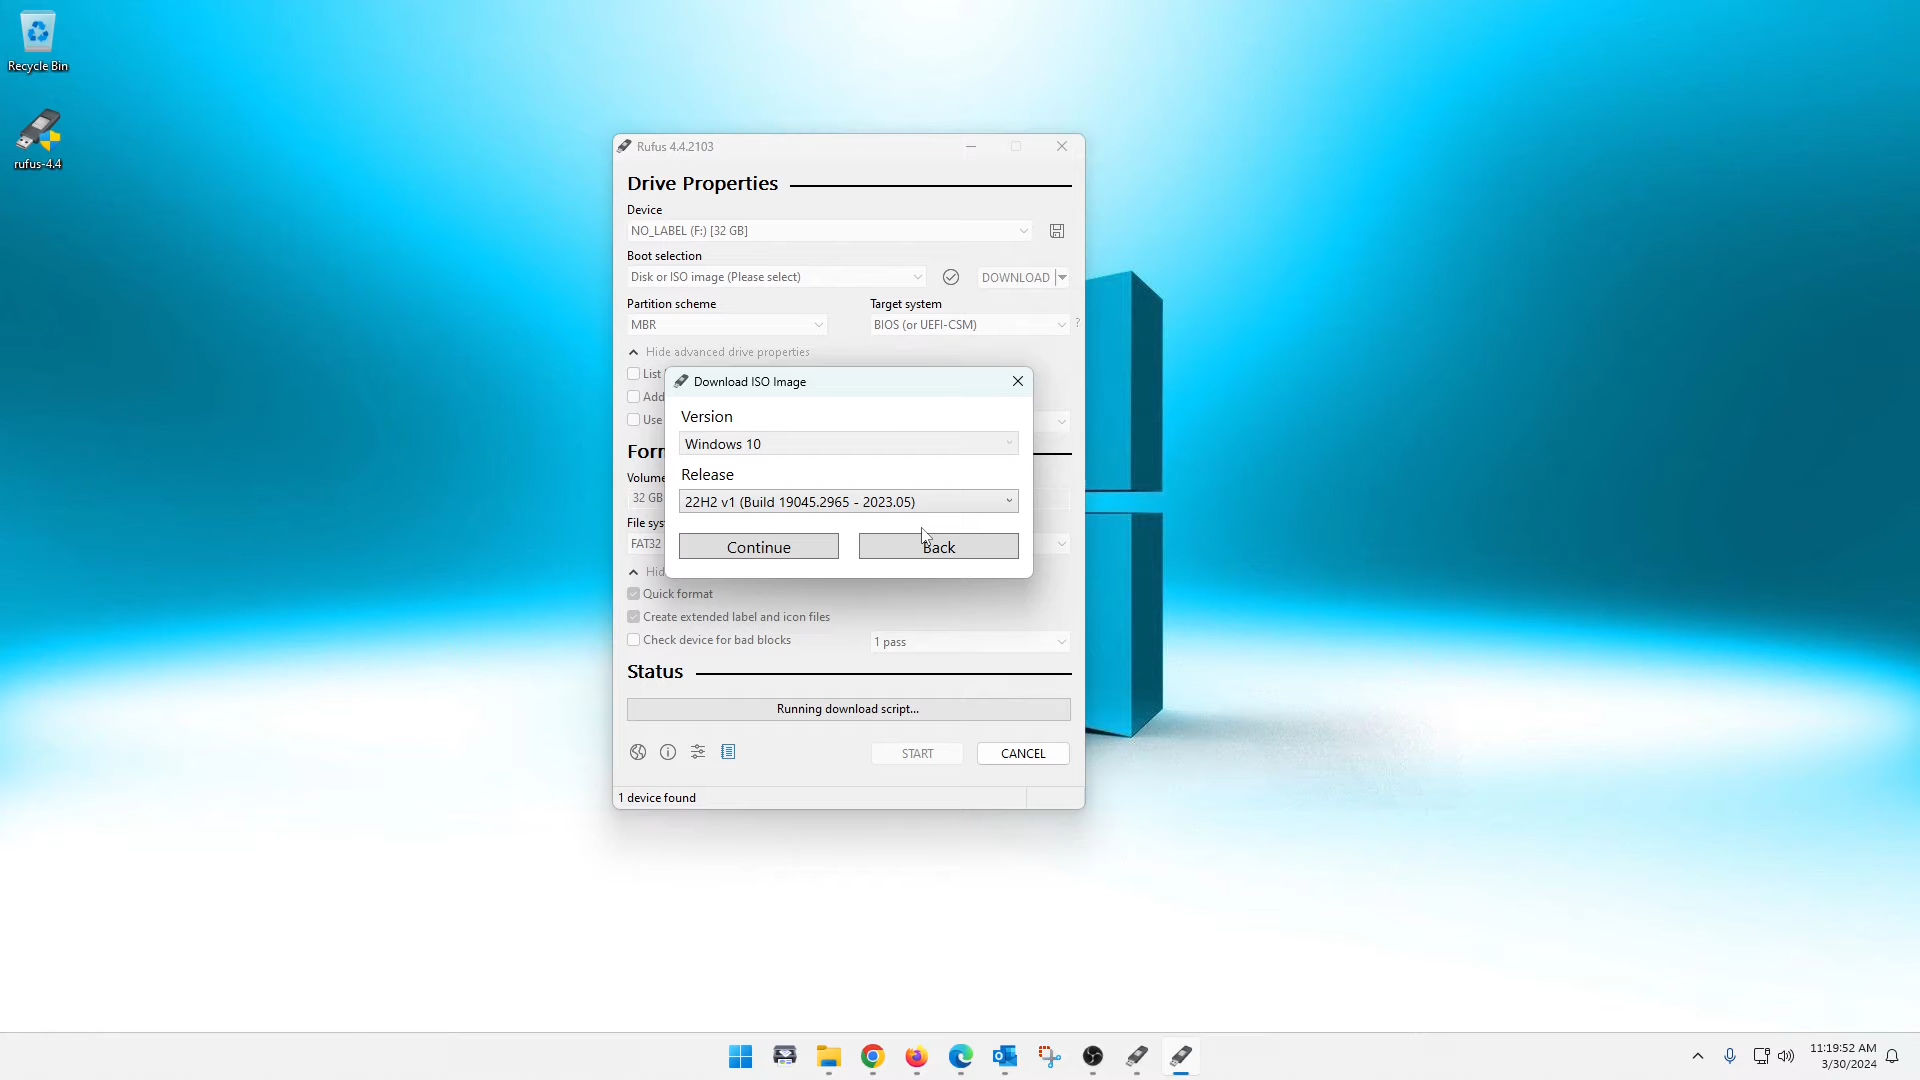 Recycle Bin
rufus-4.4
Rufus 4.4.2103
Drive Properties
Device
NO_LABEL (F:) [32 GB]
Boot selection
Disk or ISO image (Please select)
DOWNLOAD
Partition scheme
Target system
MBR
BIOS (or UEFI-CSM)
?
Hide advanced drive properties
List
Add
Use
Download ISO Image
Version
Windows 10
Release
22H2 v1 (Build 19045.2965 - 2023.05)
Continue
Back
Volume
32 GB
FAT32
Quick format
Create extended label and icon files
Check device for bad blocks
1 pass
Status
Running download script...
START
CANCEL
1 device found
11:19:52 AM
3/30/2024